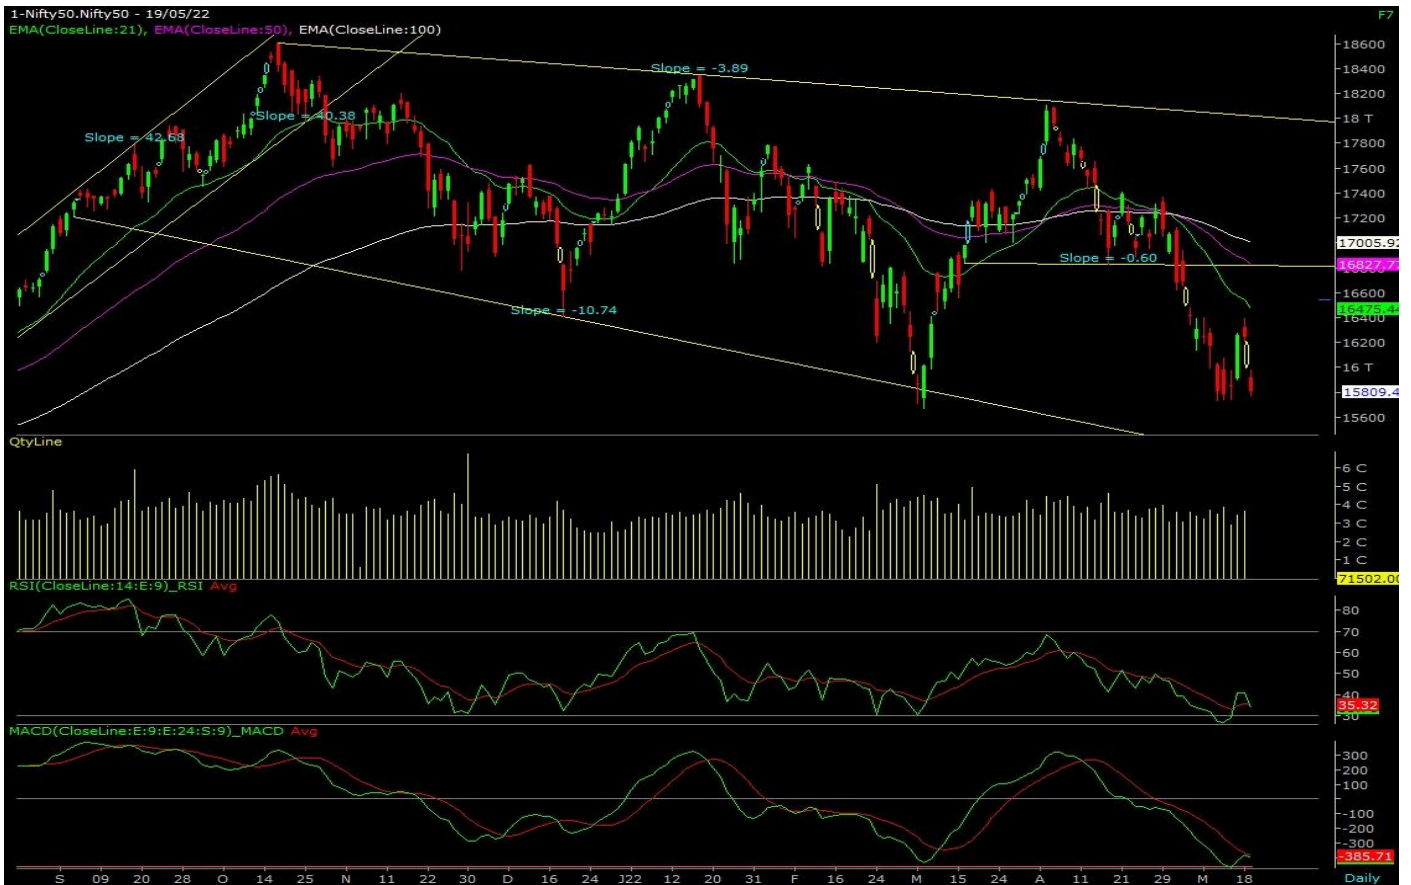 1-Nifty50.Nifty50 - 19/05/22
F7
EMA(CloseLine:21), EMA(CloseLine:50), EMA(CloseLine:100)
18600
Slope = -3.89
18400
18200
Slope = 40.38
18 T
Slope = 42.68
17800
17600
17400
17200
17005.92
Slope = -0.60
16827.77
16600
Slope = -10.74
16475.44
16400
16200
16 T
15809.4
15600
QtyLine
6 C
5 C
4 C
3 C
2 C
1 C
71502.00
RSI(CloseLine:14:E:9)_RSI Avg
80
70
60
50
40
35.32
30
MACD(CloseLine:E:9:E:24:S:9)_MACD Avg
300
200
100
-100
-200
-300
-385.71
S 09 20 28 O 14 25 N 11 22 30 D 16 24 J22 12 20 31 F 16 24 M 15 24 A 11 21 29 M 18 Daily